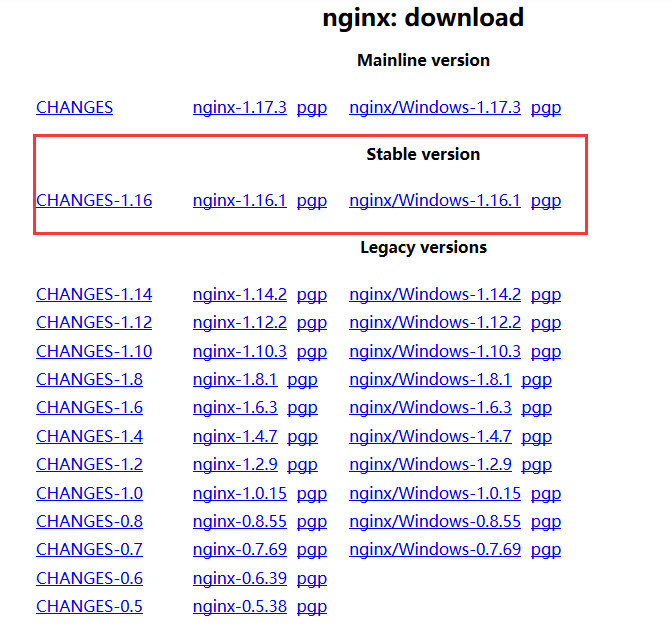 nginx: download
Mainline version
CHANGES nginx-1.17.3 pgp nginx/Windows-1.17.3 pgp
Stable version
CHANGES-1.16 nginx-1.16.1 pgp nginx/Windows-1.16.1 pgp
Legacy versions
CHANGES-1.14 nginx-1.14.2 pgp nginx/Windows-1.14.2 pgp
CHANGES-1.12 nginx-1.12.2 pgp nginx/Windows-1.12.2 pgp
CHANGES-1.10 nginx-1.10.3 pgp nginx/Windows-1.10.3 pgp
CHANGES-1.8 nginx-1.8.1 pgp nginx/Windows-1.8.1 pgp
CHANGES-1.6 nginx-1.6.3 pgp nginx/Windows-1.6.3 pgp
CHANGES-1.4 nginx-1.4.7 pgp nginx/Windows-1.4.7 pgp
CHANGES-1.2 nginx-1.2.9 pgp nginx/Windows-1.2.9 pgp
CHANGES-1.0 nginx-1.0.15 pgp nginx/Windows-1.0.15 pgp
CHANGES-0.8 nginx-0.8.55 pgp nginx/Windows-0.8.55 pgp
CHANGES-0.7 nginx-0.7.69 pgp nginx/Windows-0.7.69 pgp
CHANGES-0.6 nginx-0.6.39 pgp
CHANGES-0.5 nginx-0.5.38 pgp